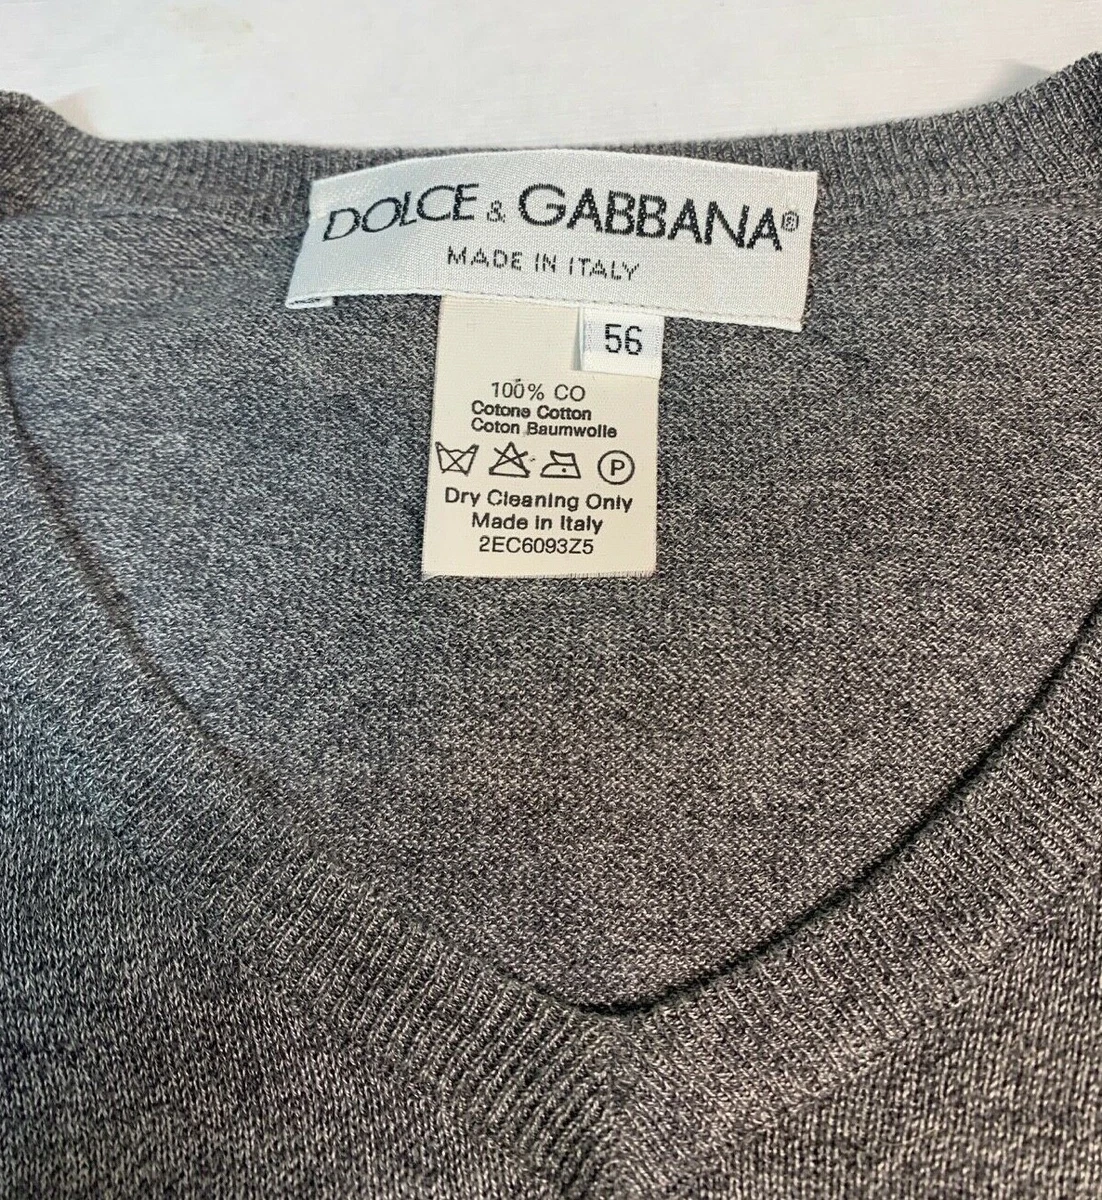 DOLCE & GABBANA®
MADE IN ITALY
56
100% CO
Cotone Cotton
Coton Baumwolle
P
Dry Cleaning Only
Made in Italy
2EC6093Z5